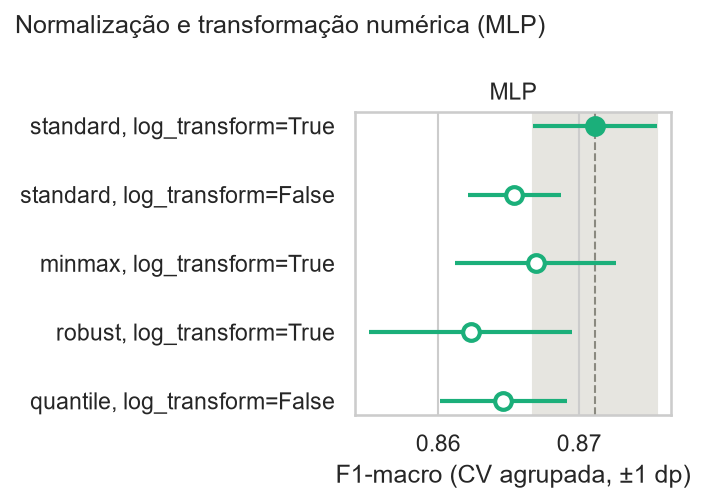 Normalização e transformação numérica (MLP)
MLP
standard, log_transform=True
standard, log_transform=False
minmax, log_transform=True
robust, log_transform=True
quantile, log_transform=False
0.86 0.87
F1-macro (CV agrupada, ±1 dp)